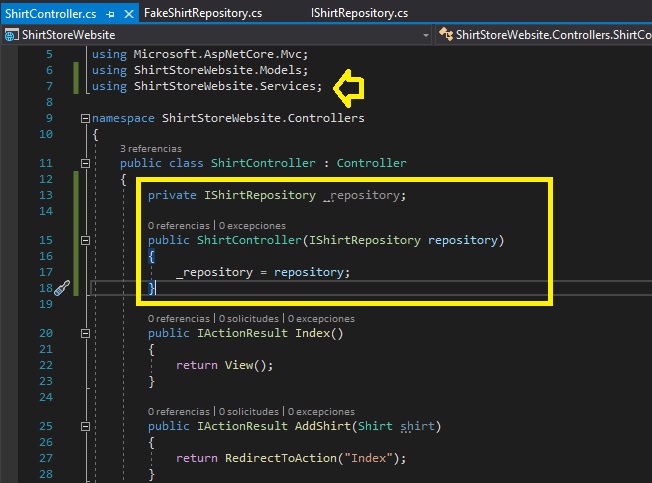 ShirtController.cs FakeShirtRepository.cs IShirtRepository.cs
ShirtStoreWebsite ShirtStoreWebsite.Controllers.ShirtCo
5 using Microsoft.AspNetCore.Mvc;
6 using ShirtStoreWebsite.Models;
7 using ShirtStoreWebsite.Services;
8
9 namespace ShirtStoreWebsite.Controllers
10 {
3 referencias
11 public class ShirtController : Controller
12 {
13 private IShirtRepository _repository;
14
0 referencias | 0 excepciones
15 public ShirtController(IShirtRepository repository)
16 {
17 _repository = repository;
18 }
19
0 referencias | 0 solicitudes | 0 excepciones
20 public IActionResult Index()
21 {
22 return View();
23 }
24
0 referencias | 0 solicitudes | 0 excepciones
25 public IActionResult AddShirt(Shirt shirt)
26 {
27 return RedirectToAction("Index");
28 }